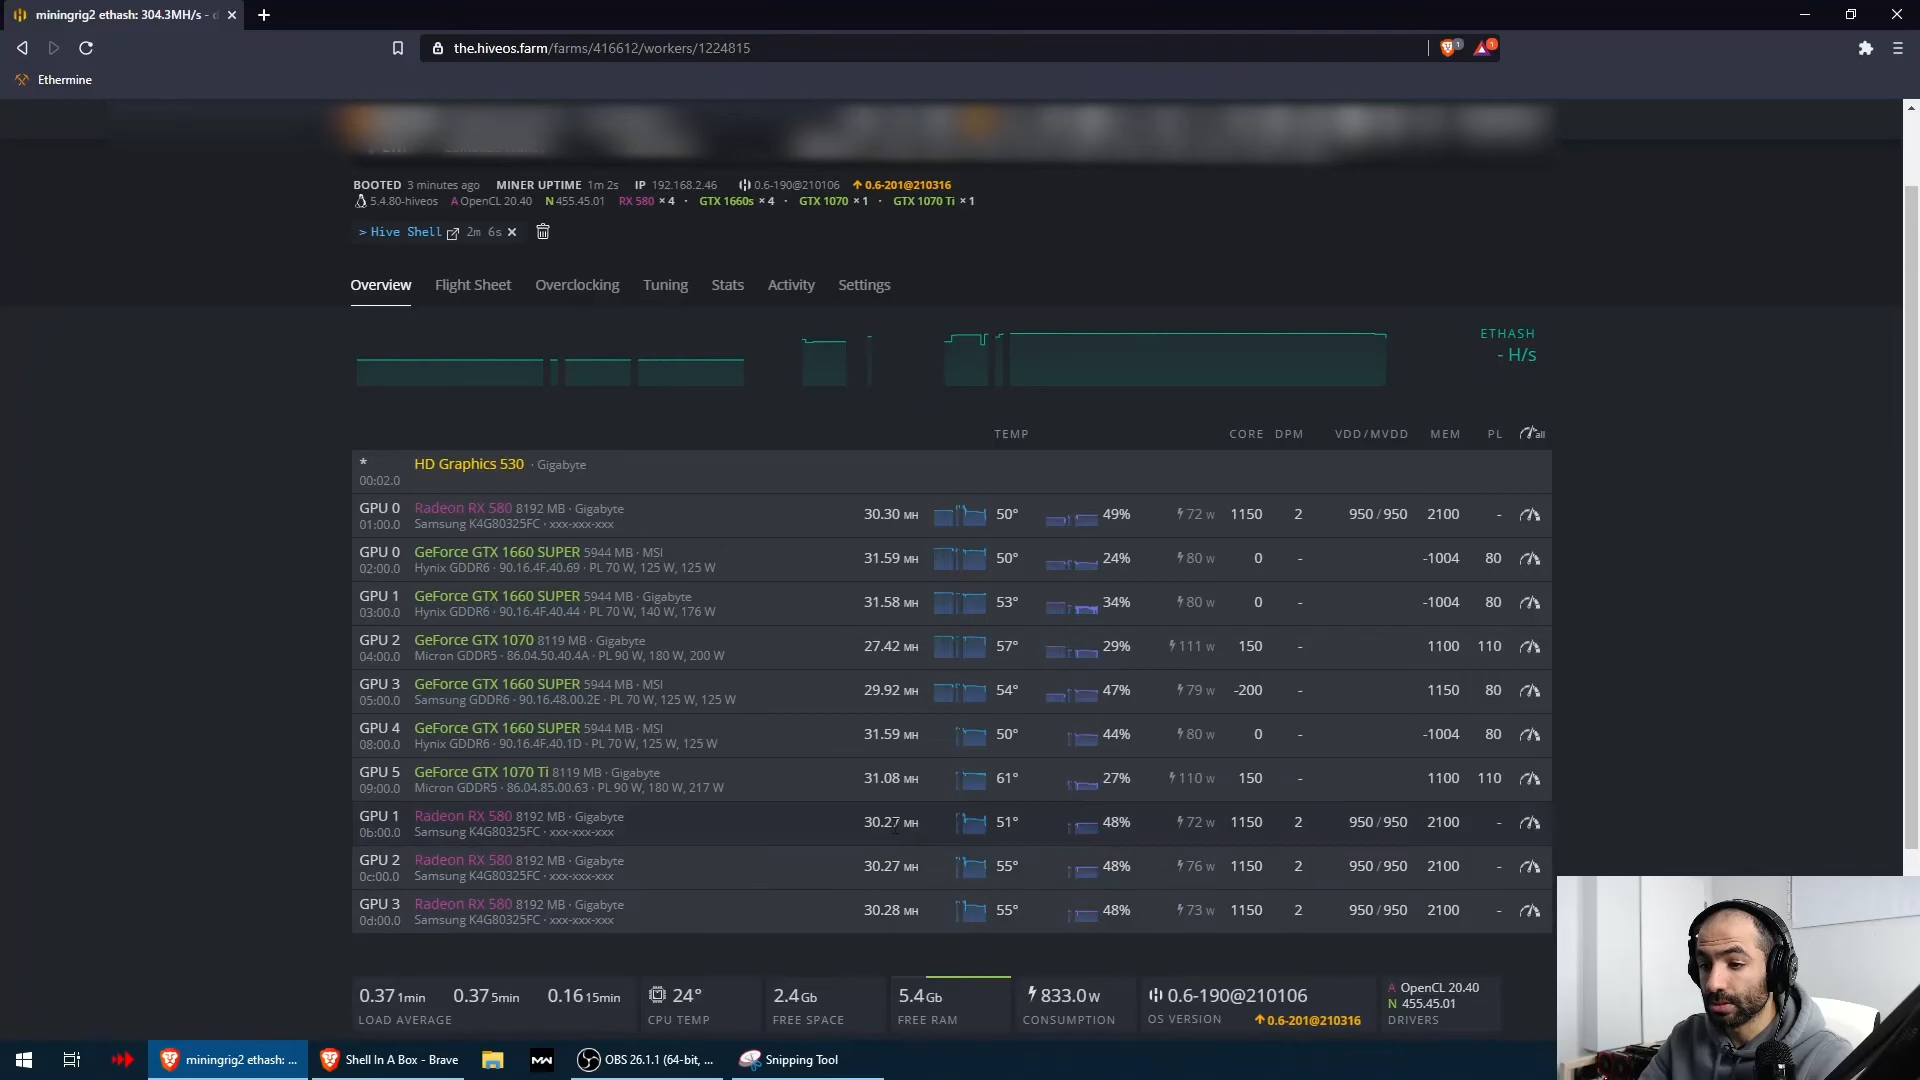 miningrig2 ethash: 304.3MH/s -
the.hiveos.farm/farms/416612/workers/1224815
1
1
Ethermine
BOOTED 3 minutes ago MINER UPTIME 1m 2s IP 192.168.2.46 0.6-190@210106 0.6-201@210316
5.4.80-hiveos A OpenCL 20.40 N 455.45.01 RX 580 × 4 · GTX 1660s × 4 · GTX 1070 × 1 · GTX 1070 Ti × 1
> Hive Shell 2m 6s ×
Overview Flight Sheet Overclocking Tuning Stats Activity Settings
ETHASH
- H/s
TEMP CORE DPM VDD/MVDD MEM PL all
* HD Graphics 530 · Gigabyte
00:02.0
GPU 0 Radeon RX 580 8192 MB · Gigabyte 30.30 MH 50° 49% 72 W 1150 2 950 / 950 2100 -
01:00.0 Samsung K4G80325FC · xxx-xxx-xxx
GPU 0 GeForce GTX 1660 SUPER 5944 MB · MSI 31.59 MH 50° 24% 80 W 0 - -1004 80
02:00.0 Hynix GDDR6 · 90.16.4F.40.69 · PL 70 W, 125 W, 125 W
GPU 1 GeForce GTX 1660 SUPER 5944 MB · Gigabyte 31.58 MH 53° 34% 80 W 0 - -1004 80
03:00.0 Hynix GDDR6 · 90.16.4F.40.44 · PL 70 W, 140 W, 176 W
GPU 2 GeForce GTX 1070 8119 MB · Gigabyte 27.42 MH 57° 29% 111 W 150 - 1100 110
04:00.0 Micron GDDR5 · 86.04.50.40.4A · PL 90 W, 180 W, 200 W
GPU 3 GeForce GTX 1660 SUPER 5944 MB · MSI 29.92 MH 54° 47% 79 W -200 - 1150 80
05:00.0 Samsung GDDR6 · 90.16.48.00.2E · PL 70 W, 125 W, 125 W
GPU 4 GeForce GTX 1660 SUPER 5944 MB · MSI 31.59 MH 50° 44% 80 W 0 - -1004 80
08:00.0 Hynix GDDR6 · 90.16.4F.40.1D · PL 70 W, 125 W, 125 W
GPU 5 GeForce GTX 1070 Ti 8119 MB · Gigabyte 31.08 MH 61° 27% 110 W 150 - 1100 110
09:00.0 Micron GDDR5 · 86.04.85.00.63 · PL 90 W, 180 W, 217 W
GPU 1 Radeon RX 580 8192 MB · Gigabyte 30.27 MH 51° 48% 72 W 1150 2 950 / 950 2100 -
0b:00.0 Samsung K4G80325FC · xxx-xxx-xxx
GPU 2 Radeon RX 580 8192 MB · Gigabyte 30.27 MH 55° 48% 76 W 1150 2 950 / 950 2100 -
0c:00.0 Samsung K4G80325FC · xxx-xxx-xxx
GPU 3 Radeon RX 580 8192 MB · Gigabyte 30.28 MH 55° 48% 73 W 1150 2 950 / 950 2100 -
0d:00.0 Samsung K4G80325FC · xxx-xxx-xxx
0.37 1min 0.37 5min 0.16 15min 24° 2.4 Gb 5.4 Gb 833.0 W 0.6-190@210106 A OpenCL 20.40
N 455.45.01
LOAD AVERAGE CPU TEMP FREE SPACE FREE RAM CONSUMPTION OS VERSION 0.6-201@210316 DRIVERS
miningrig2 ethash: ... Shell In A Box - Brave MW OBS 26.1.1 (64-bit, ... Snipping Tool